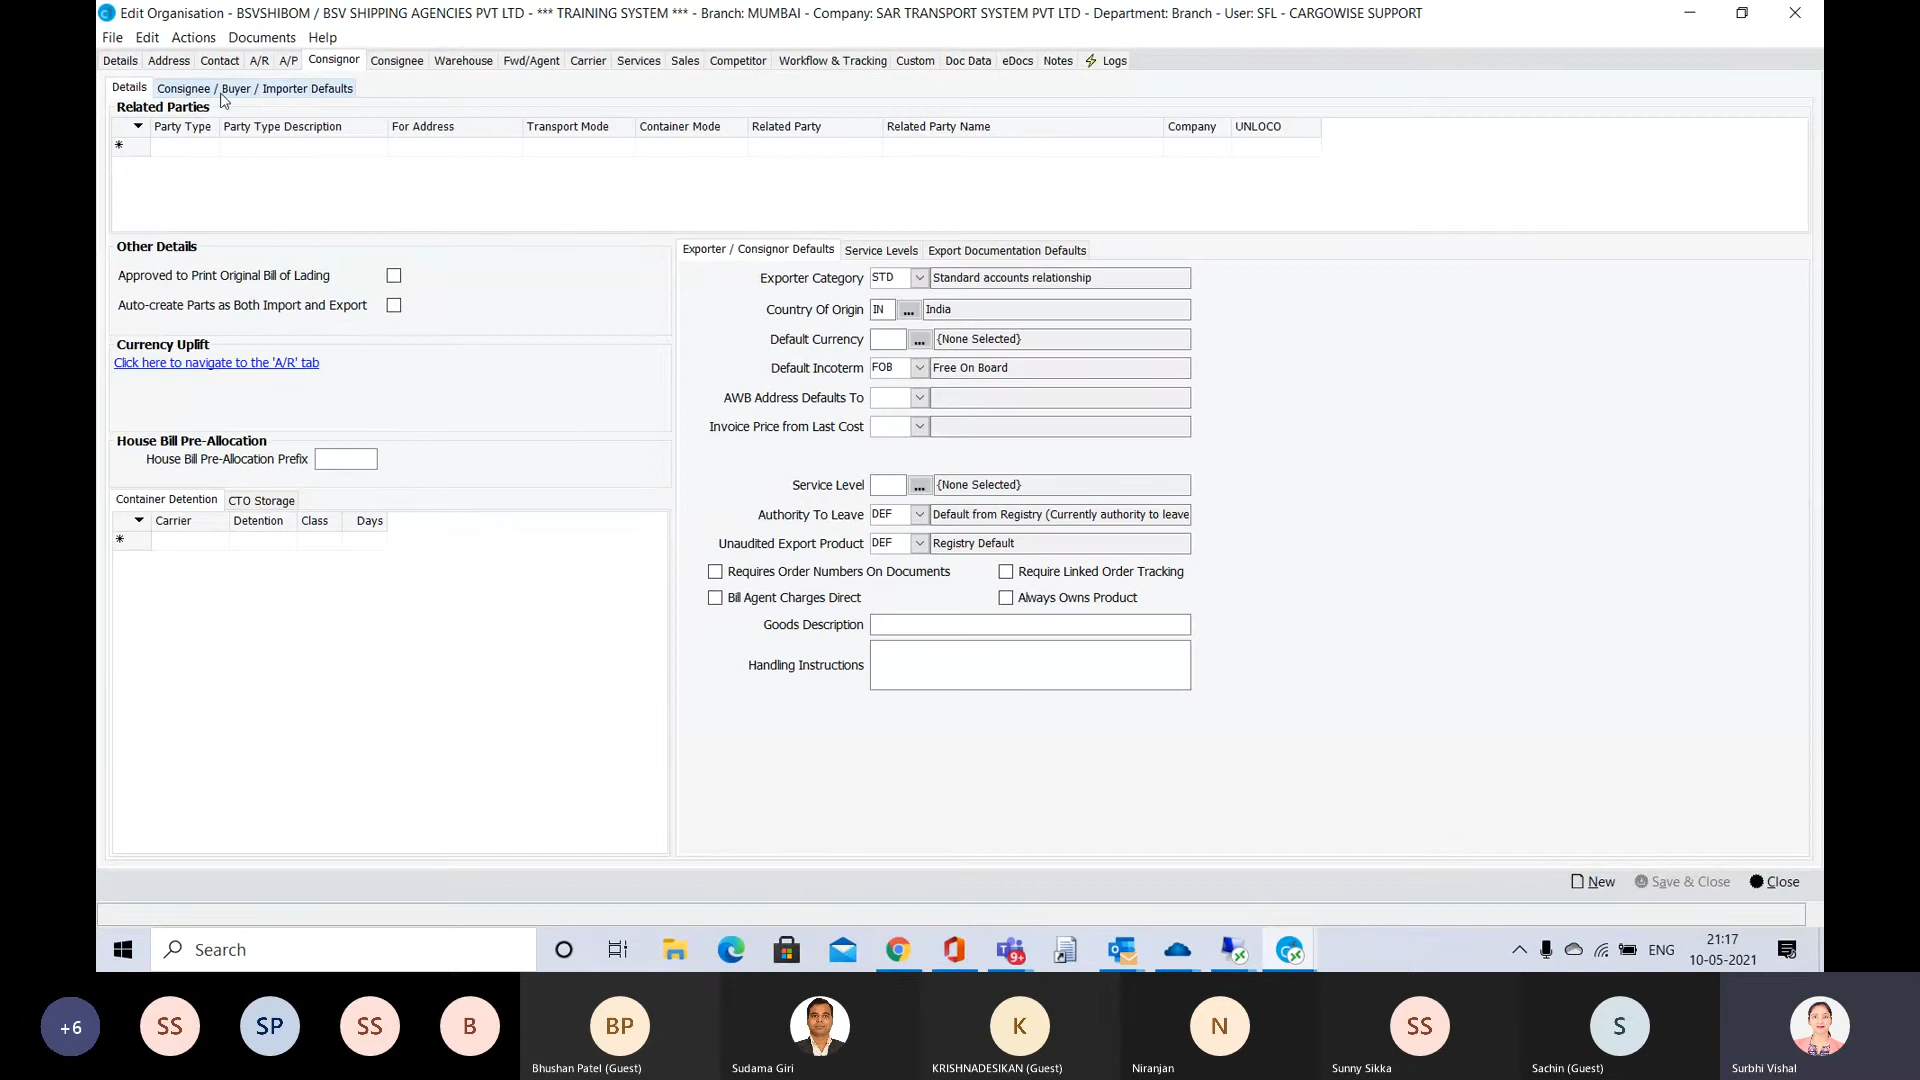 Edit Organisation - BSVSHIBOM / BSV SHIPPING AGENCIES PVT LTD - *** TRAINING SYSTEM *** - Branch: MUMBAI - Company: SAR TRANSPORT SYSTEM PVT LTD - Department: Branch - User: SFL - CARGOWISE SUPPORT
File Edit Actions Documents Help
Details Address Contact A/R A/P Consignor Consignee Warehouse Fwd/Agent Carrier Services Sales Competitor Workflow & Tracking Custom Doc Data eDocs Notes Logs
Details Consignee / Buyer / Importer Defaults
Related Parties
Party Type Party Type Description For Address Transport Mode Container Mode Related Party Related Party Name Company UNLOCO
*
Other Details
Approved to Print Original Bill of Lading
Auto-create Parts as Both Import and Export
Currency Uplift
Click here to navigate to the 'A/R' tab
House Bill Pre-Allocation
House Bill Pre-Allocation Prefix
Container Detention CTO Storage
Carrier Detention Class Days
*
Exporter / Consignor Defaults Service Levels Export Documentation Defaults
Exporter Category STD Standard accounts relationship
Country Of Origin IN ... India
Default Currency ... {None Selected}
Default Incoterm FOB Free On Board
AWB Address Defaults To
Invoice Price from Last Cost
Service Level ... {None Selected}
Authority To Leave DEF Default from Registry (Currently authority to leave
Unaudited Export Product DEF Registry Default
Requires Order Numbers On Documents Require Linked Order Tracking
Bill Agent Charges Direct Always Owns Product
Goods Description
Handling Instructions
New Save & Close Close
Search 9+ ENG 21:17
10-05-2021
+6 SS SP SS B BP K N SS S
Bhushan Patel (Guest) Sudama Giri KRISHNADESIKAN (Guest) Niranjan Sunny Sikka Sachin (Guest) Surbhi Vishal